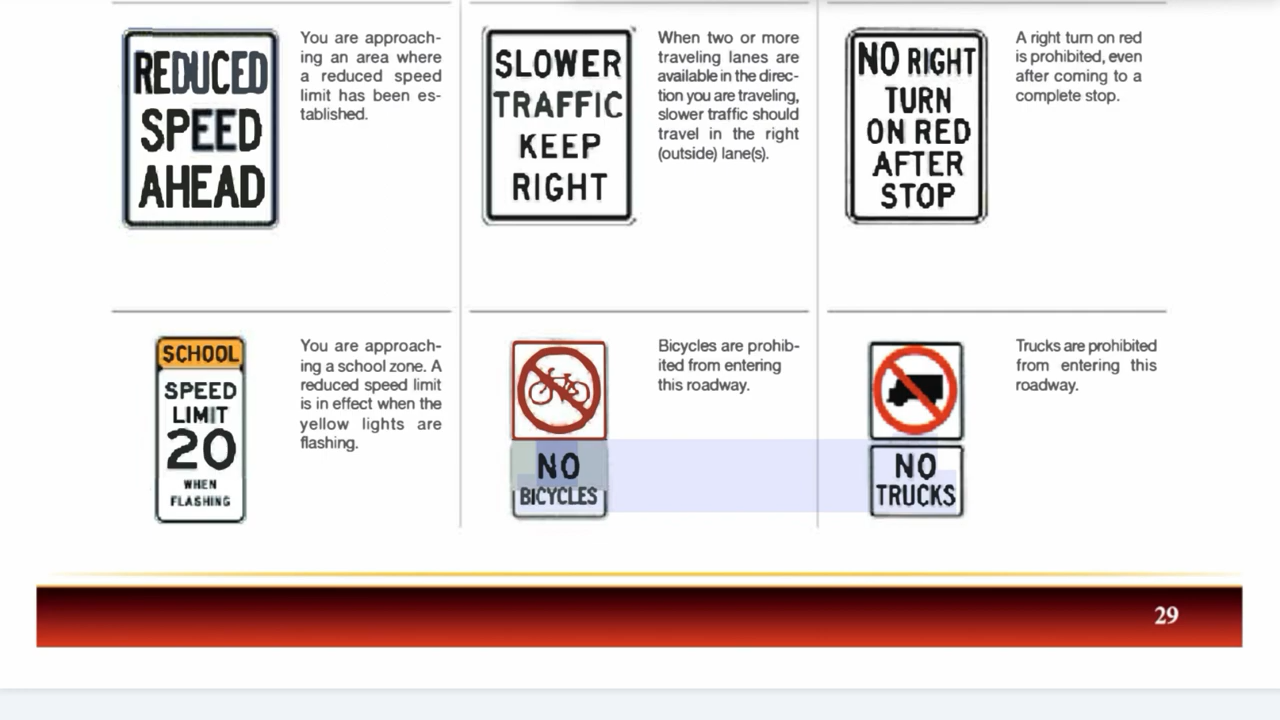 REDUCED
SPEED
AHEAD
You are approach-
ing an area where
a reduced speed
limit has been es-
tablished.
SLOWER
TRAFFIC
KEEP
RIGHT
When two or more
traveling lanes are
available in the direc-
tion you are traveling,
slower traffic should
travel in the right
(outside) lane(s).
NO RIGHT
TURN
ON RED
AFTER
STOP
A right turn on red
is prohibited, even
after coming to a
complete stop.
SCHOOL
SPEED
LIMIT
20
WHEN
FLASHING
You are approach-
ing a school zone. A
reduced speed limit
is in effect when the
yellow lights are
flashing.
NO
BICYCLES
Bicycles are prohib-
ited from entering
this roadway.
NO
TRUCKS
Trucks are prohibited
from entering this
roadway.
29